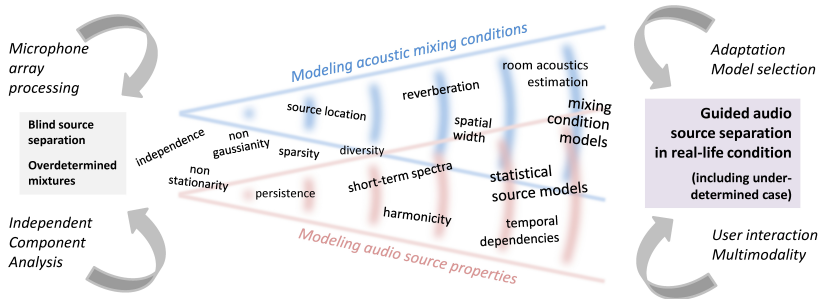 Microphone
array
processing
Blind source
separation
Overdetermined
mixtures
Independent
Component
Analysis
Modeling acoustic mixing conditions
independence
non
gaussianity
non
stationarity
source location
sparsity
diversity
persistence
reverberation
spatial
width
short-term spectra
harmonicity
room acoustics
estimation
mixing
condition
models
statistical
source models
temporal
dependencies
Modeling audio source properties
Adaptation
Model selection
Guided audio
source separation
in real-life condition
(including under-
determined case)
User interaction
Multimodality